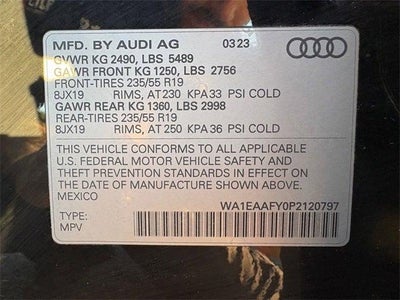 MFD. BY AUDI AG 03 23
GVWR KG 2490, LBS 5489
GAWR FRONT KG 1250, LBS 2756
FRONT-TIRES 235/55 R19
8JX19 RIMS, AT 230 KPA 33 PSI COLD
GAWR REAR KG 1360, LBS 2998
REAR-TIRES 235/55 R19
8JX19 RIMS, AT 250 KPA 36 PSI COLD
THIS VEHICLE CONFORMS TO ALL APPLICABLE
U.S. FEDERAL MOTOR VEHICLE SAFETY AND
THEFT PREVENTION STANDARDS IN EFFECT ON
THE DATE OF MANUFACTURE SHOWN ABOVE.
MEXICO
WA1EAAFY0P2120797
TYPE:
MPV